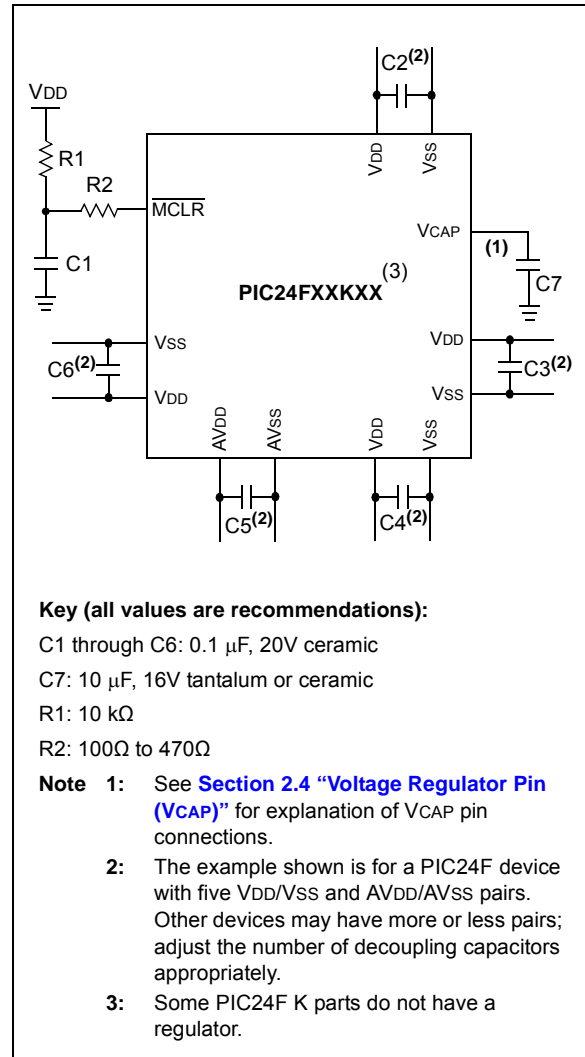 C2(2)
VDD
R1
R2
VDD
VSS
MCLR
VCAP
(1)
C1
C7
PIC24FXXKXX(3)
VSS
VDD
C6(2)
C3(2)
VDD
VSS
AVDD
AVSS
VDD
VSS
C5(2)
C4(2)
Key (all values are recommendations):
C1 through C6: 0.1 μF, 20V ceramic
C7: 10 μF, 16V tantalum or ceramic
R1: 10 kΩ
R2: 100Ω to 470Ω
Note 1: See Section 2.4 “Voltage Regulator Pin
(VCAP)” for explanation of VCAP pin
connections.
2: The example shown is for a PIC24F device
with five VDD/VSS and AVDD/AVSS pairs.
Other devices may have more or less pairs;
adjust the number of decoupling capacitors
appropriately.
3: Some PIC24F K parts do not have a
regulator.